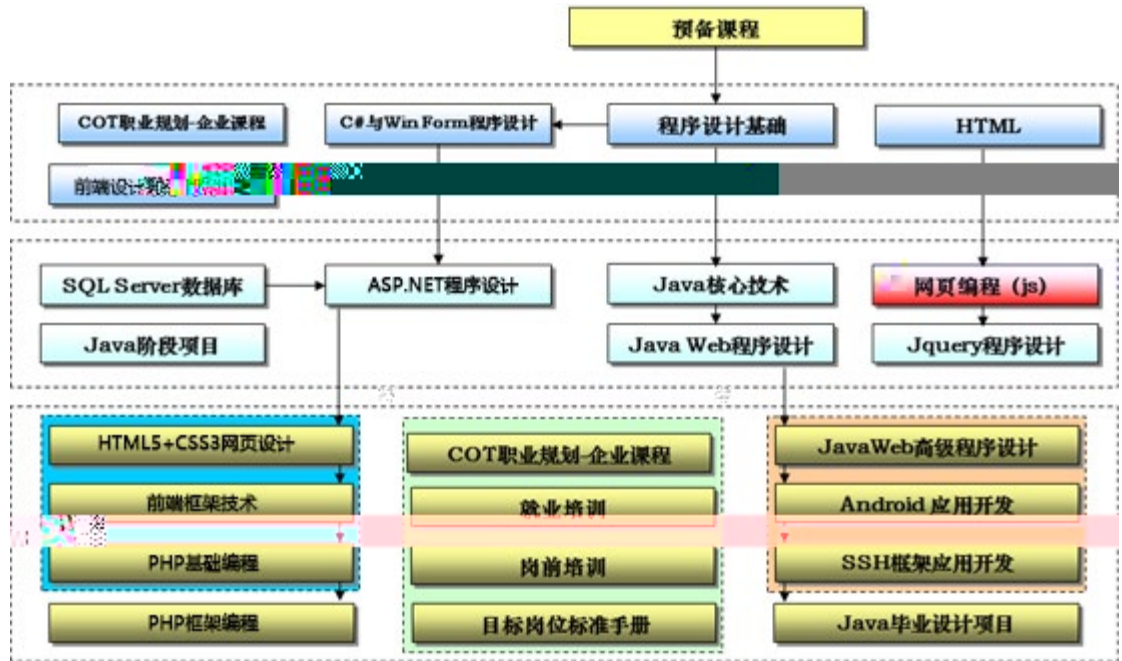 预备课程
COT职业规划-企业课程
C#与Win Form程序设计
程序设计基础
HTML
前端设计
SQL Server数据库
ASP.NET程序设计
Java核心技术
网页编程（js）
Java阶段项目
Java Web程序设计
Jquery程序设计
HTML5+CSS3网页设计
COT职业规划-企业课程
JavaWeb高级程序设计
前端框架技术
就业培训
Android 应用开发
PHP基础编程
岗前培训
SSH框架应用开发
PHP框架编程
目标岗位标准手册
Java毕业设计项目